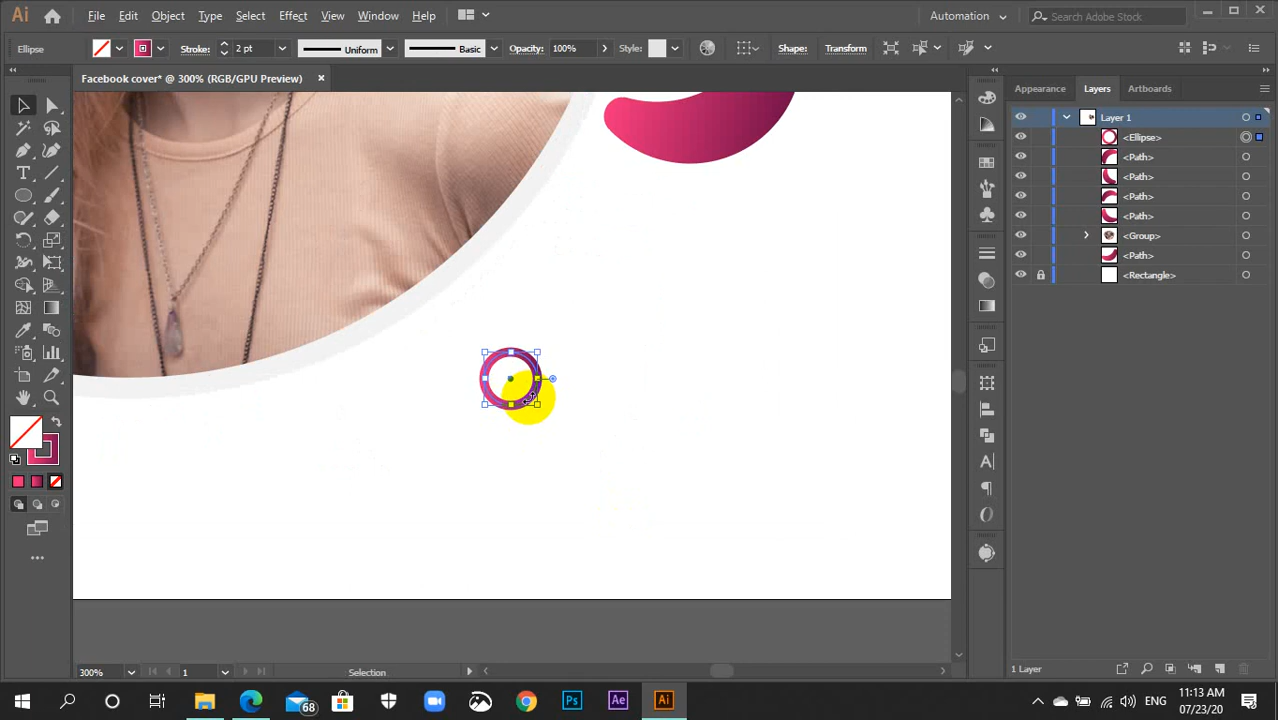 Ai File Edit Object Type Select Effect View Window Help Automation Search Adobe Stock
Ellipse Stroke: 2 pt Uniform Basic Opacity: 100% Style: Shape: Transform
Facebook cover* @ 300% (RGB/GPU Preview)
Appearance Layers Artboards
Layer 1
<Ellipse>
<Path>
<Path>
<Path>
<Path>
<Group>
<Path>
<Rectangle>
300% 1 Selection
1 Layer
68 Ps Ae Ai
ENG
11:13 AM
07/23/20